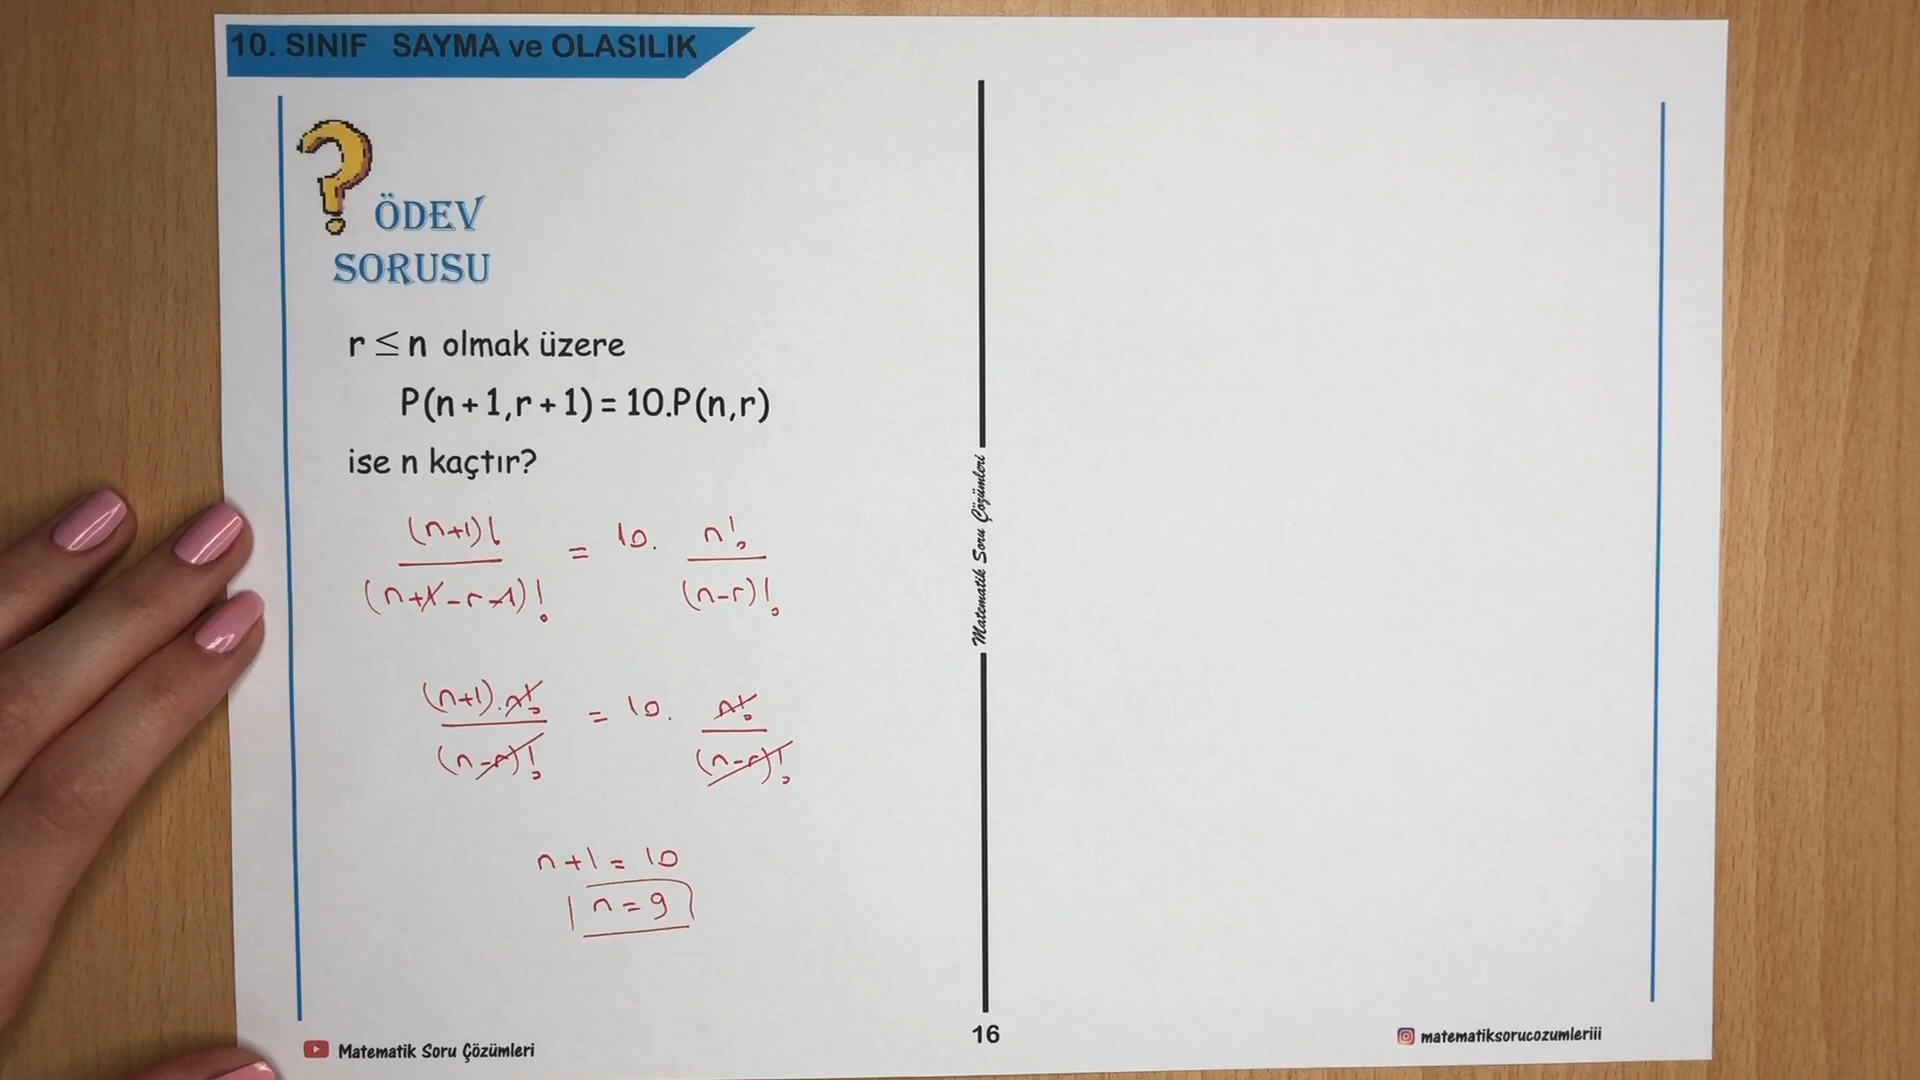 10. SINIF SAYMA ve OLASILIK
ÖDEV
SORUSU
r ≤ n olmak üzere
P(n+1,r+1) = 10.P(n,r)
ise n kaçtır?
(n+1)! / (n+1-r-1)! = 10. n! / (n-r)!
(n+1).n! / (n-r)! = 10. n! / (n-r)!
n+1 = 10
n = 9
Matematik Soru Çözümleri
Matematik Soru Çözümleri
16
matematiksorucozumleriii